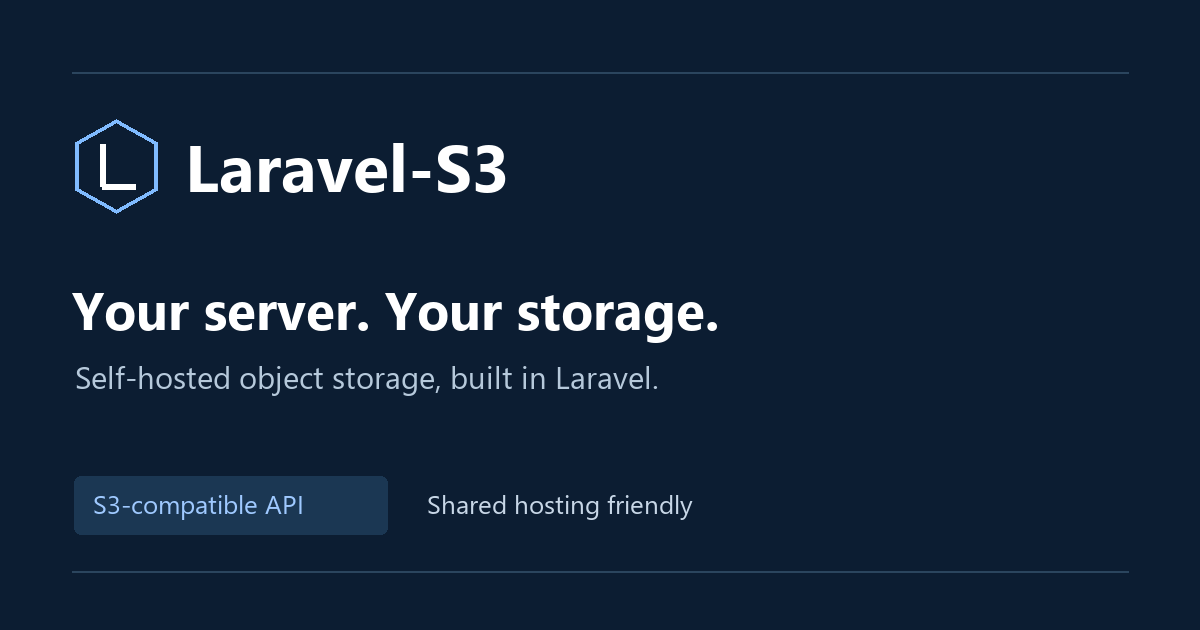 L
Laravel-S3
Your server. Your storage.
Self-hosted object storage, built in Laravel.
S3-compatible API
Shared hosting friendly